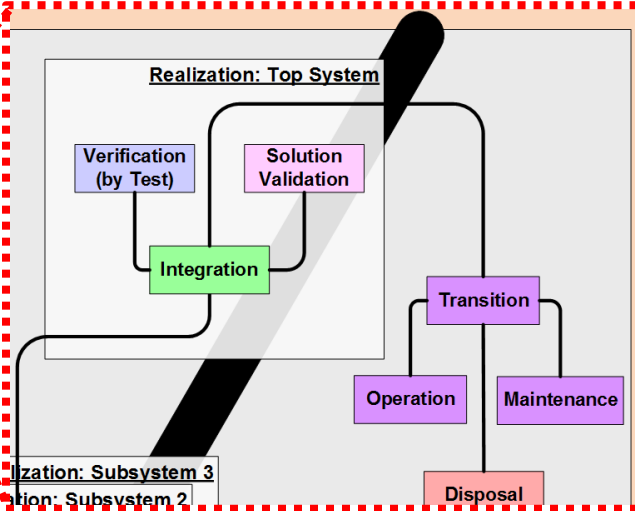 Realization: Top System
Verification
(by Test)
Solution
Validation
Integration
Transition
Operation
Maintenance
lization: Subsystem 3
ation: Subsystem 2
Disposal